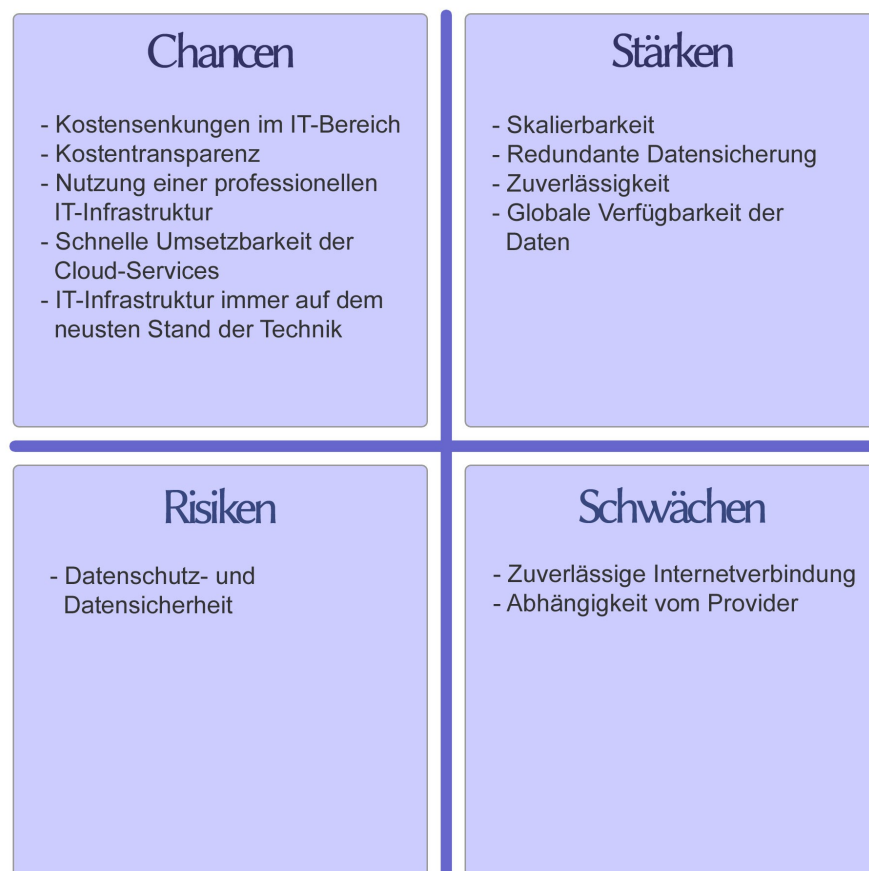 Chancen
- Kostensenkungen im IT-Bereich
- Kostentransparenz
- Nutzung einer professionellen
IT-Infrastruktur
- Schnelle Umsetzbarkeit der
Cloud-Services
- IT-Infrastruktur immer auf dem
neusten Stand der Technik
Stärken
- Skalierbarkeit
- Redundante Datensicherung
- Zuverlässigkeit
- Globale Verfügbarkeit der
Daten
Risiken
- Datenschutz- und
Datensicherheit
Schwächen
- Zuverlässige Internetverbindung
- Abhängigkeit vom Provider